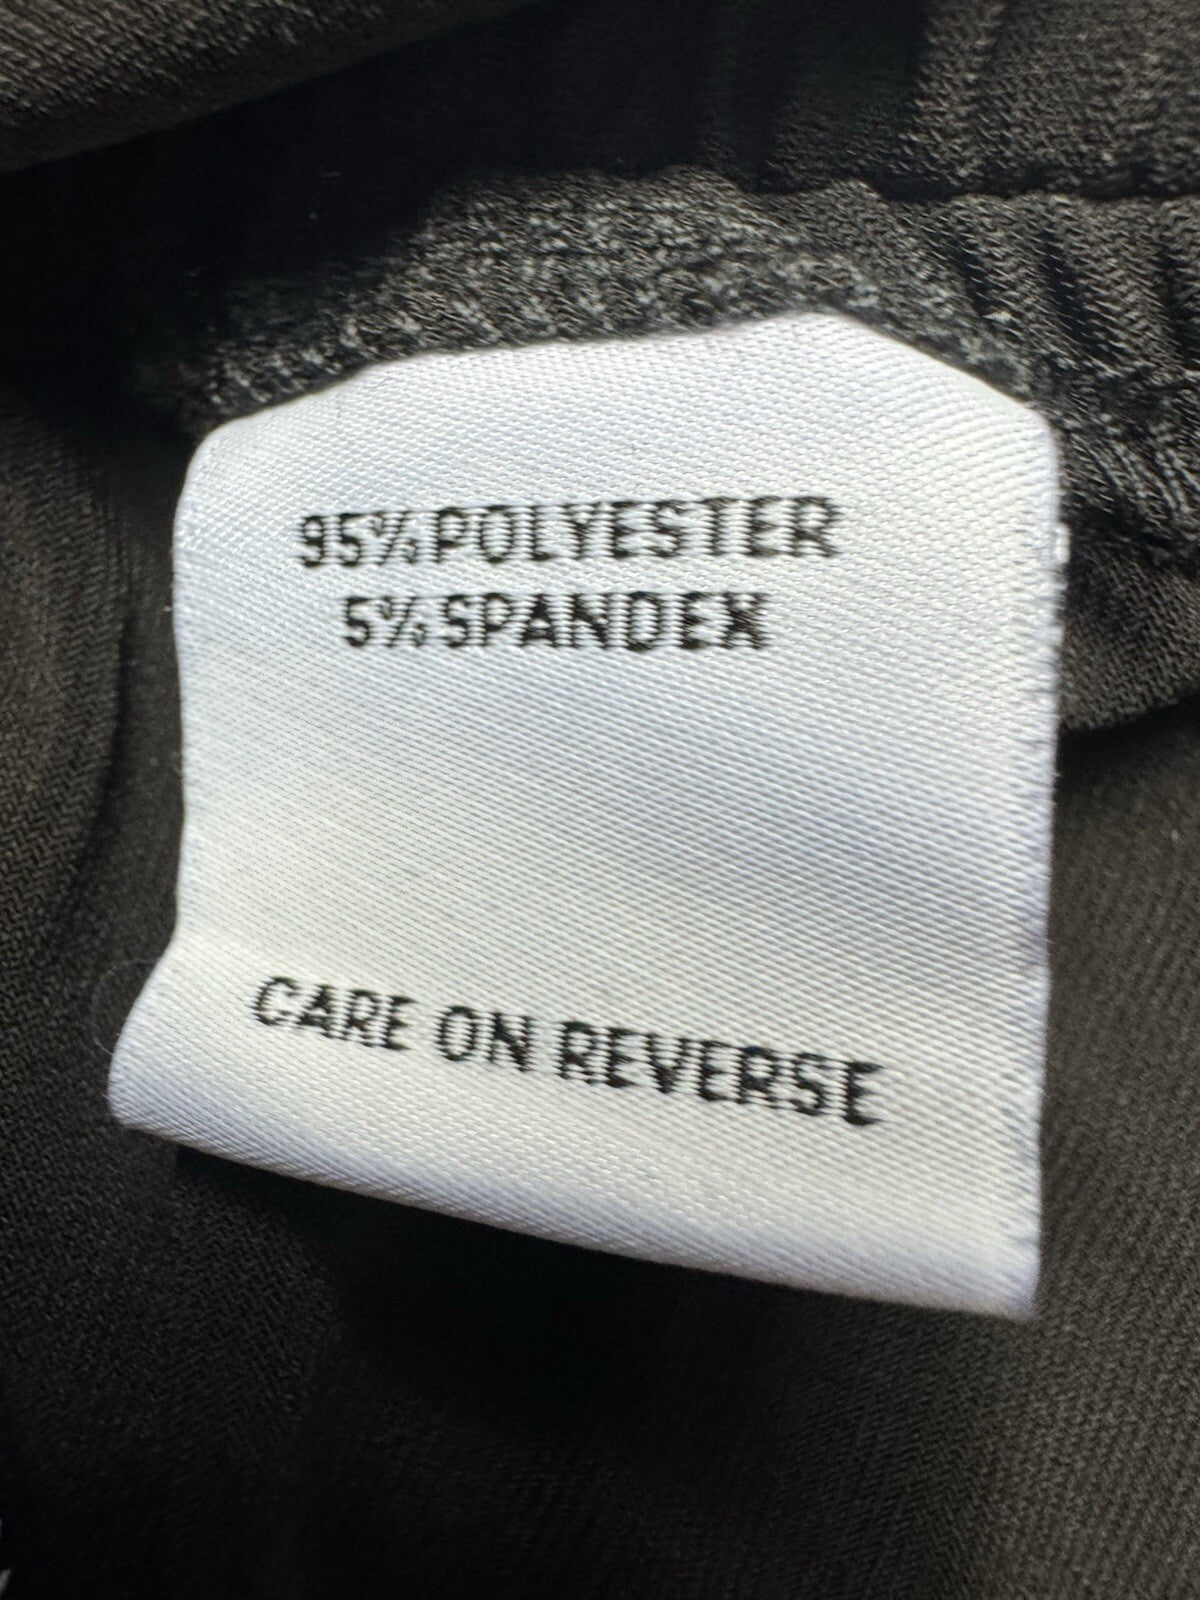 95% POLYESTER
5% SPANDEX
CARE ON REVERSE